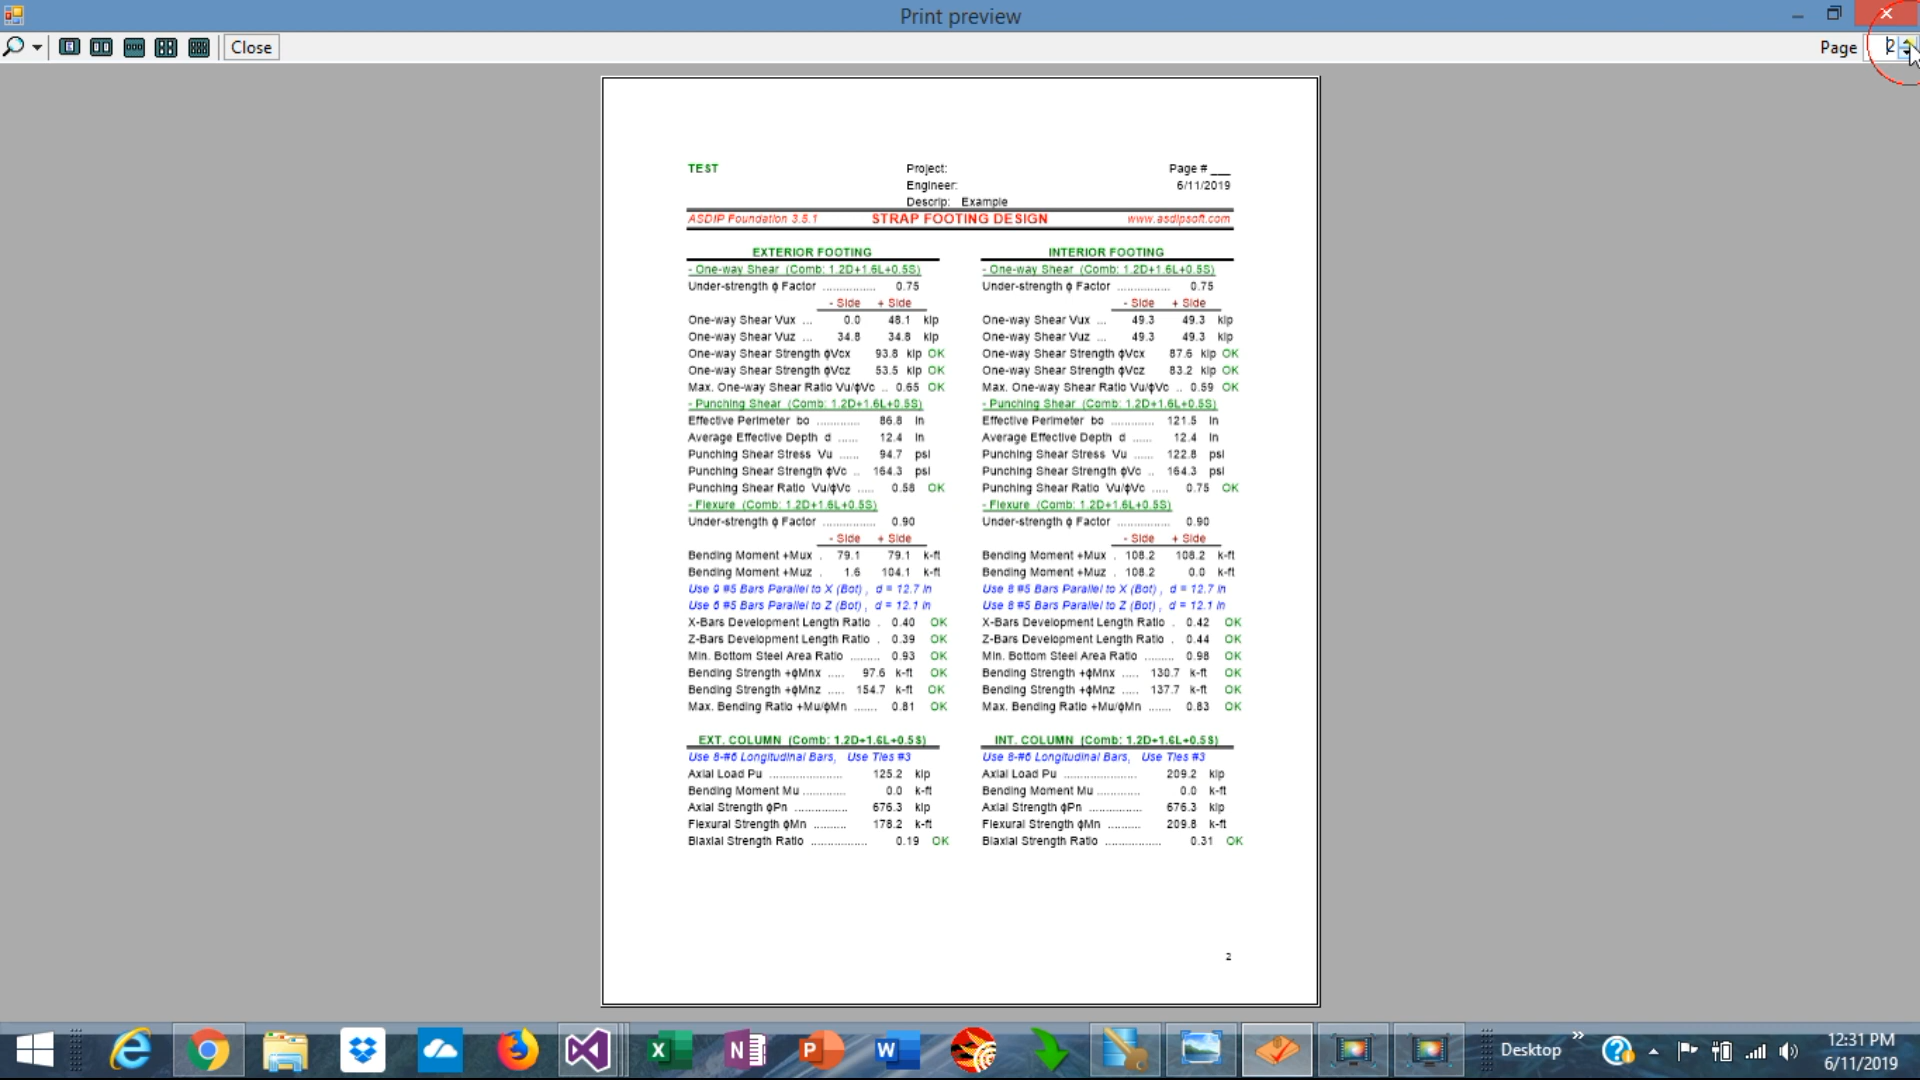 Print preview
Close
Page 2
TEST Project: Page # ___
Engineer: 6/11/2019
Descrip: Example
ASDIP Foundation 3.5.1 STRAP FOOTING DESIGN www.asdipsoft.com
EXTERIOR FOOTING INTERIOR FOOTING
- One-way Shear (Comb: 1.2D+1.6L+0.5S) - One-way Shear (Comb: 1.2D+1.6L+0.5S)
Under-strength ϕ Factor ................ 0.75 Under-strength ϕ Factor ................ 0.75
- Side + Side - Side + Side
One-way Shear Vux ... 0.0 48.1 kip One-way Shear Vux ... 49.3 49.3 kip
One-way Shear Vuz ... 34.8 34.8 kip One-way Shear Vuz ... 49.3 49.3 kip
One-way Shear Strength ϕVcx 93.8 kip OK One-way Shear Strength ϕVcx 87.6 kip OK
One-way Shear Strength ϕVcz 53.5 kip OK One-way Shear Strength ϕVcz 83.2 kip OK
Max. One-way Shear Ratio Vu/ϕVc .. 0.65 OK Max. One-way Shear Ratio Vu/ϕVc .. 0.59 OK
- Punching Shear (Comb: 1.2D+1.6L+0.5S) - Punching Shear (Comb: 1.2D+1.6L+0.5S)
Effective Perimeter bo ............. 86.8 in Effective Perimeter bo ............. 121.5 in
Average Effective Depth d ...... 12.4 in Average Effective Depth d ...... 12.4 in
Punching Shear Stress Vu ...... 94.7 psi Punching Shear Stress Vu ...... 122.8 psi
Punching Shear Strength ϕVc .. 164.3 psi Punching Shear Strength ϕVc .. 164.3 psi
Punching Shear Ratio Vu/ϕVc ..... 0.58 OK Punching Shear Ratio Vu/ϕVc ..... 0.75 OK
- Flexure (Comb: 1.2D+1.6L+0.5S) - Flexure (Comb: 1.2D+1.6L+0.5S)
Under-strength ϕ Factor ................ 0.90 Under-strength ϕ Factor ................ 0.90
- Side + Side - Side + Side
Bending Moment +Mux . 79.1 79.1 k-ft Bending Moment +Mux . 108.2 108.2 k-ft
Bending Moment +Muz . 1.6 104.1 k-ft Bending Moment +Muz . 108.2 0.0 k-ft
Use 9 #5 Bars Parallel to X (Bot) , d = 12.7 in Use 8 #5 Bars Parallel to X (Bot) , d = 12.7 in
Use 6 #5 Bars Parallel to Z (Bot) , d = 12.1 in Use 8 #5 Bars Parallel to Z (Bot) , d = 12.1 in
X-Bars Development Length Ratio . 0.40 OK X-Bars Development Length Ratio . 0.42 OK
Z-Bars Development Length Ratio . 0.39 OK Z-Bars Development Length Ratio . 0.44 OK
Min. Bottom Steel Area Ratio ......... 0.93 OK Min. Bottom Steel Area Ratio ......... 0.98 OK
Bending Strength +ϕMnx ..... 97.6 k-ft OK Bending Strength +ϕMnx ..... 130.7 k-ft OK
Bending Strength +ϕMnz ..... 154.7 k-ft OK Bending Strength +ϕMnz ..... 137.7 k-ft OK
Max. Bending Ratio +Mu/ϕMn ....... 0.81 OK Max. Bending Ratio +Mu/ϕMn ....... 0.83 OK
EXT. COLUMN (Comb: 1.2D+1.6L+0.5S) INT. COLUMN (Comb: 1.2D+1.6L+0.5S)
Use 8-#6 Longitudinal Bars, Use Ties #3 Use 8-#6 Longitudinal Bars, Use Ties #3
Axial Load Pu ...................... 125.2 kip Axial Load Pu ...................... 209.2 kip
Bending Moment Mu ............. 0.0 k-ft Bending Moment Mu ............. 0.0 k-ft
Axial Strength ϕPn ................ 676.3 kip Axial Strength ϕPn ................ 676.3 kip
Flexural Strength ϕMn .......... 178.2 k-ft Flexural Strength ϕMn .......... 209.8 k-ft
Biaxial Strength Ratio ................. 0.19 OK Biaxial Strength Ratio ................. 0.31 OK
2
Desktop
12:31 PM
6/11/2019